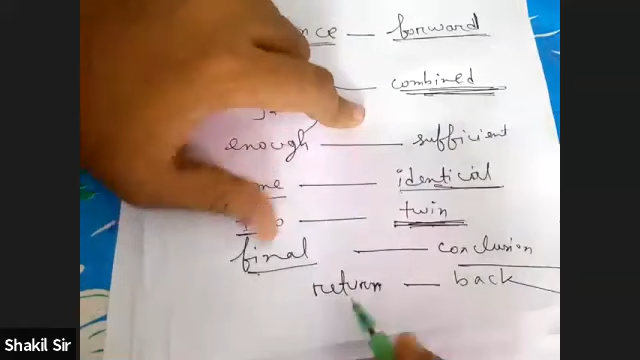 — forward
— combined
enough — sufficient
— identical
— twin
final — conclusion
return — back
Shakil Sir